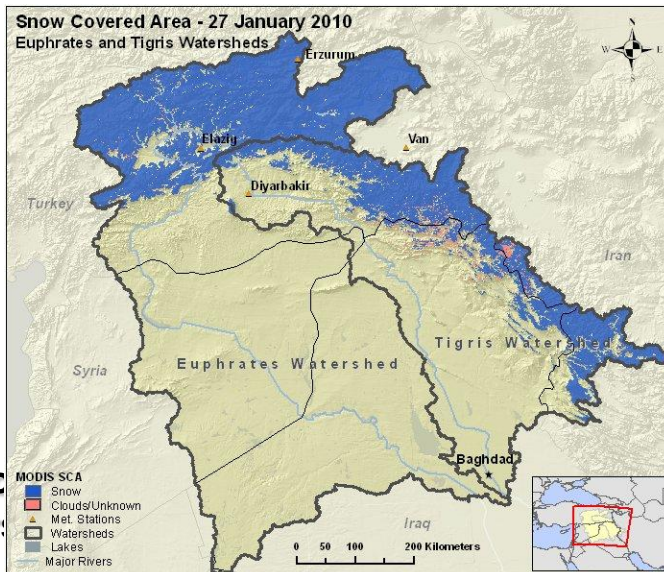 Snow Covered Area - 27 January 2010
Euphrates and Tigris Watersheds
N
W E
S
Erzurum
Elazig
Van
Diyarbakir
Turkey
Iran
Tigris Watershed
Euphrates Watershed
Syria
Baghdad
Iraq
MODIS SCA
Snow
Clouds/Unknown
Met. Stations
Watersheds
Lakes
Major Rivers
0 50 100 200 Kilometers